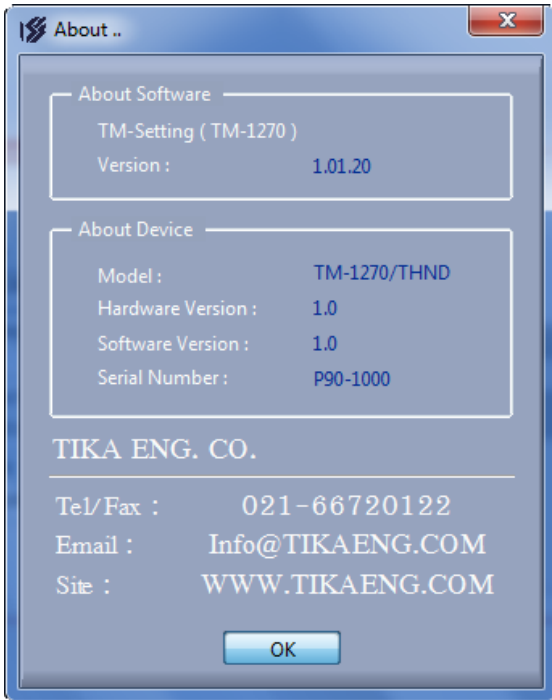 About ..
About Software
TM-Setting ( TM-1270 )
Version : 1.01.20
About Device
Model : TM-1270/THND
Hardware Version : 1.0
Software Version : 1.0
Serial Number : P90-1000
TIKA ENG. CO.
Tel/Fax : 021-66720122
Email : Info@TIKAENG.COM
Site : WWW.TIKAENG.COM
OK